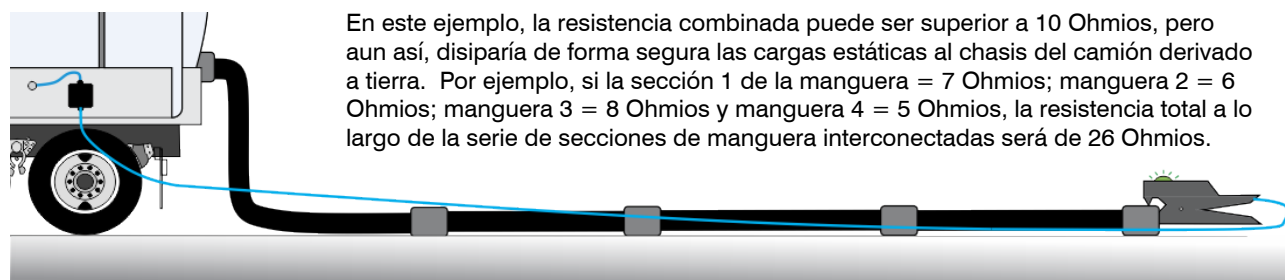 En este ejemplo, la resistencia combinada puede ser superior a 10 Ohmios, pero
aun así, disiparía de forma segura las cargas estáticas al chasis del camión derivado
a tierra.  Por ejemplo, si la sección 1 de la manguera = 7 Ohmios; manguera 2 = 6
Ohmios; manguera 3 = 8 Ohmios y manguera 4 = 5 Ohmios, la resistencia total a lo
largo de la serie de secciones de manguera interconectadas será de 26 Ohmios.